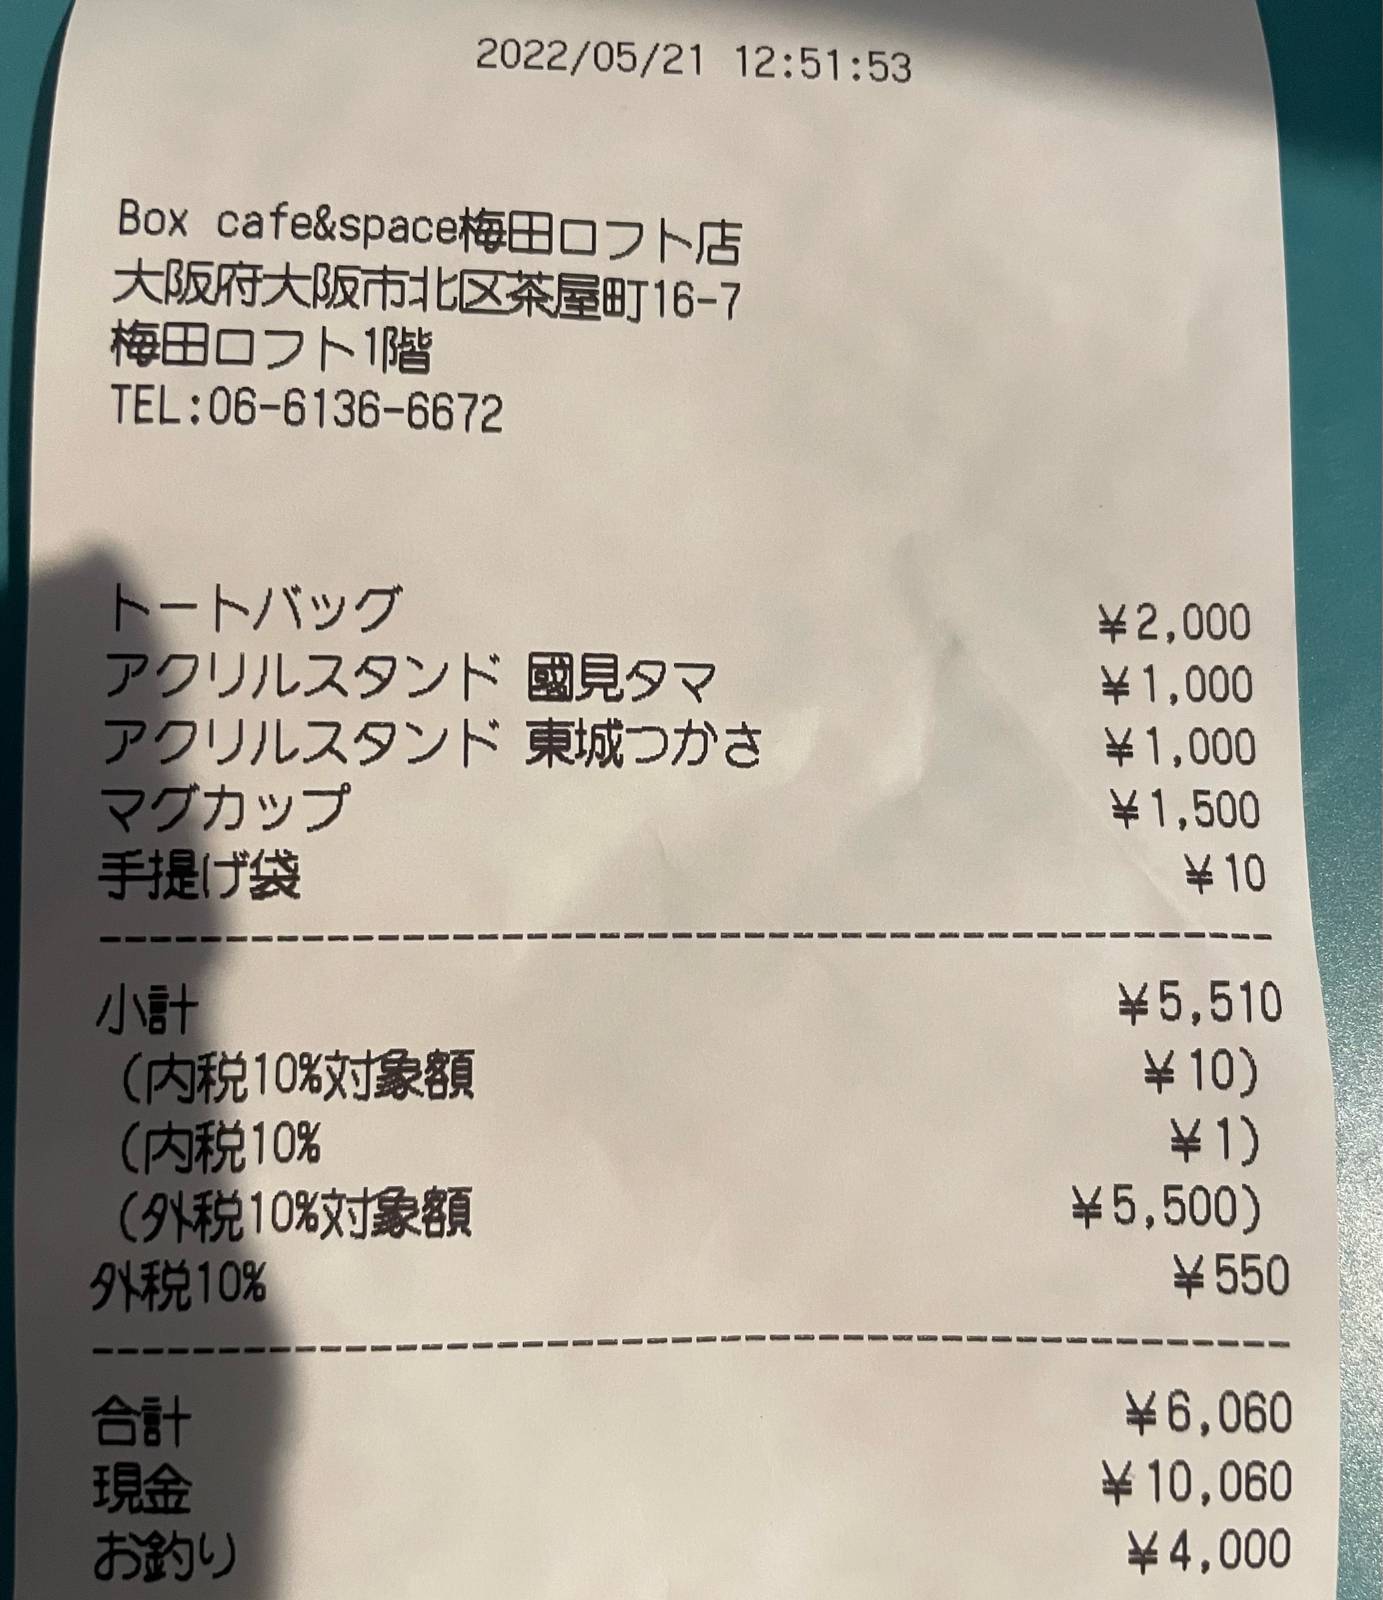 2022/05/21 12:51:53
Box cafe&space梅田ロフト店
大阪府大阪市北区茶屋町16-7
梅田ロフト1階
TEL:06-6136-6672
トートバッグ ¥2,000
アクリルスタンド 國見タマ ¥1,000
アクリルスタンド 東城つかさ ¥1,000
マグカップ ¥1,500
手提げ袋 ¥10
小計 ¥5,510
(内税10%対象額 ¥10)
(内税10% ¥1)
(外税10%対象額 ¥5,500)
外税10% ¥550
合計 ¥6,060
現金 ¥10,060
お釣り ¥4,000